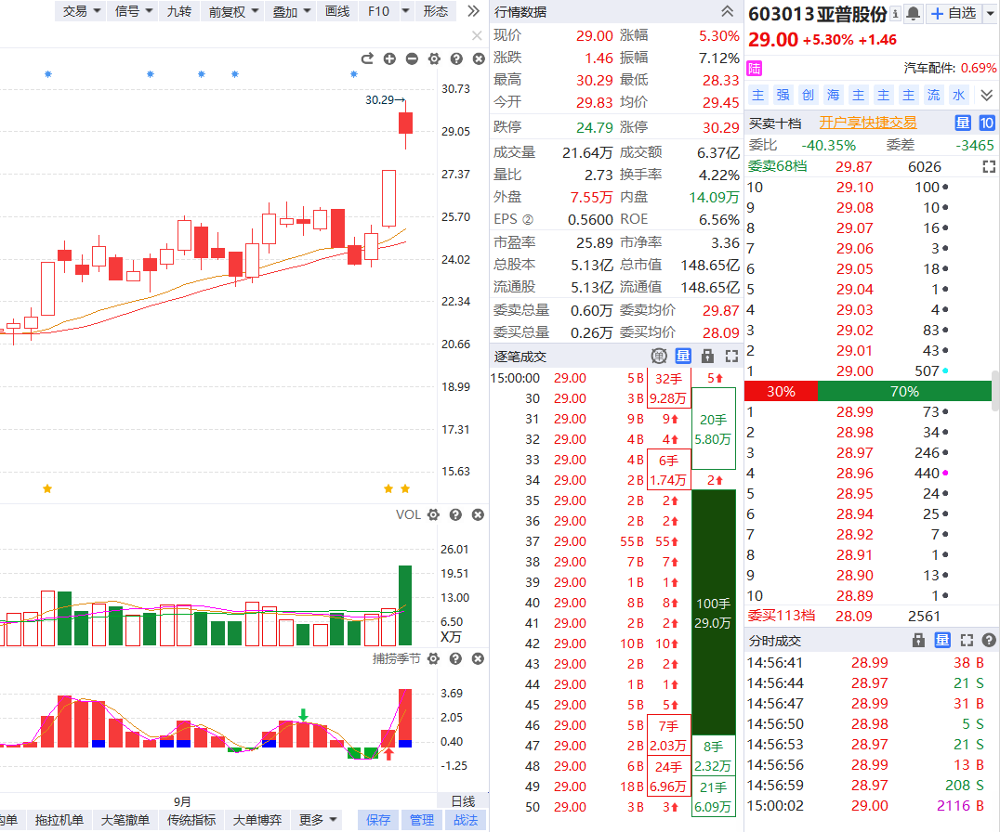 交易 信号 九转 前复权 叠加 画线 F10 形态
30.29→
30.73
29.05
27.37
25.70
24.02
22.34
20.66
18.99
17.31
15.63
VOL
26.01
19.51
13.00
6.50
X万
捕捞季节
3.69
2.05
0.40
-1.25
9月 日线
购单 拖拉机单 大笔撤单 传统指标 大单博弈 更多 保存 管理 战法
行情数据
现价 29.00 涨幅 5.30%
涨跌 1.46 振幅 7.12%
最高 30.29 最低 28.33
今开 29.83 均价 29.45
跌停 24.79 涨停 30.29
成交量 21.64万 成交额 6.37亿
量比 2.73 换手率 4.22%
外盘 7.55万 内盘 14.09万
EPS ② 0.5600 ROE 6.56%
市盈率 25.89 市净率 3.36
总股本 5.13亿 总市值 148.65亿
流通股 5.13亿 流通值 148.65亿
委卖总量 0.60万 委卖均价 29.87
委买总量 0.26万 委买均价 28.09
逐笔成交 单 量
15:00:00 29.00 5 B 32手 5
30 29.00 3 B 9.28万
31 29.00 9 B 9 20手
32 29.00 4 B 4 5.80万
33 29.00 4 B 6手
34 29.00 2 B 1.74万 2
35 29.00 2 B 2
36 29.00 2 B 2
37 29.00 55 B 55
38 29.00 7 B 7
39 29.00 1 B 1
40 29.00 8 B 8 100手
41 29.00 2 B 2 29.0万
42 29.00 10 B 10
43 29.00 2 B 2
44 29.00 1 B 1
45 29.00 5 B 5
46 29.00 5 B 7手
47 29.00 2 B 2.03万 8手
48 29.00 6 B 24手 2.32万
49 29.00 18 B 6.96万 21手
50 29.00 3 B 3 6.09万
603013 亚普股份 i +自选
29.00 +5.30% +1.46
陆 汽车配件: 0.69%
主 强 创 海 主 主 主 流 水
买卖十档 开户享快捷交易 量 10
委比 -40.35% 委差 -3465
委卖68档 29.87 6026
10 29.10 100
9 29.08 10
8 29.07 16
7 29.06 3
6 29.05 18
5 29.04 1
4 29.03 4
3 29.02 83
2 29.01 43
1 29.00 507
30% 70%
1 28.99 73
2 28.98 34
3 28.97 246
4 28.96 440
5 28.95 24
6 28.94 25
7 28.92 7
8 28.91 1
9 28.90 13
10 28.89 1
委买113档 28.09 2561
分时成交 量
14:56:41 28.99 38 B
14:56:44 28.97 21 S
14:56:47 28.99 31 B
14:56:50 28.98 5 S
14:56:53 28.97 21 S
14:56:56 28.99 13 B
14:56:59 28.97 208 S
15:00:02 29.00 2116 B